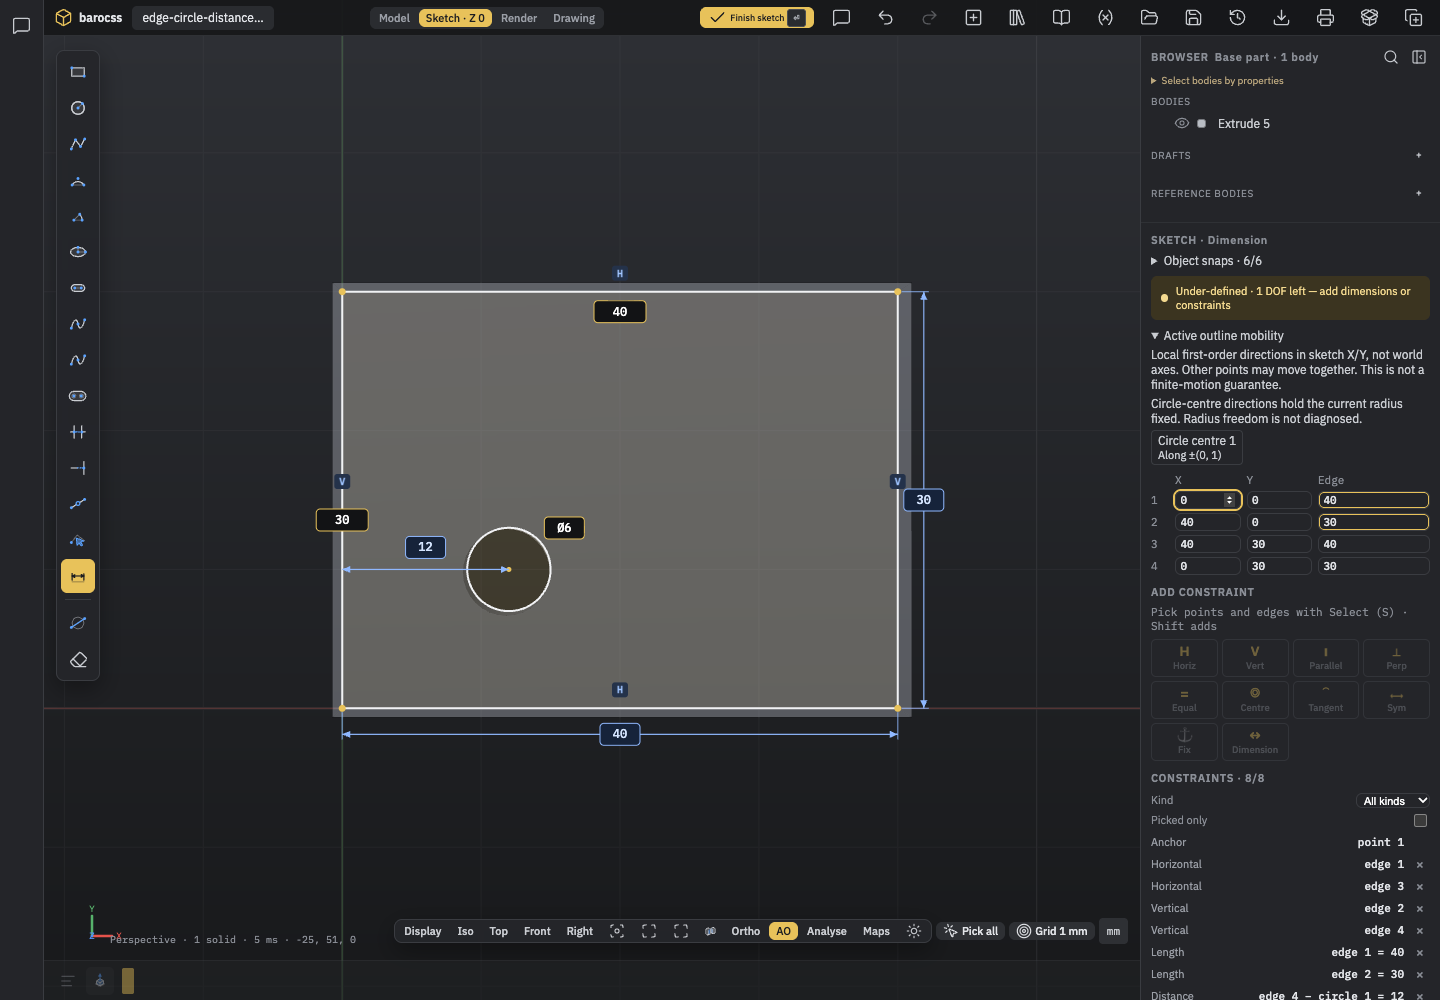 barocss
edge-circle-distance...
Model
Sketch · Z 0
Render
Drawing
Finish sketch
BROWSER Base part · 1 body
Select bodies by properties
BODIES
Extrude 5
DRAFTS
REFERENCE BODIES
SKETCH · Dimension
Object snaps · 6/6
Under-defined · 1 DOF left — add dimensions or
constraints
Active outline mobility
Local first-order directions in sketch X/Y, not world
axes. Other points may move together. This is not a
finite-motion guarantee.
Circle-centre directions hold the current radius
fixed. Radius freedom is not diagnosed.
Circle centre 1
Along ±(0, 1)
X Y Edge
1 0 0 40
2 40 0 30
3 40 30 40
4 0 30 30
ADD CONSTRAINT
Pick points and edges with Select (S) ·
Shift adds
H V
Horiz Vert Parallel Perp
Equal Centre Tangent Sym
Fix Dimension
CONSTRAINTS · 8/8
Kind All kinds
Picked only
Anchor point 1
Horizontal edge 1 ×
Horizontal edge 3 ×
Vertical edge 2 ×
Vertical edge 4 ×
Length edge 1 = 40 ×
Length edge 2 = 30 ×
Distance edge 4 – circle 1 = 12 ×
H
40
V
V
30
30
Ø6
12
H
40
Y
X
Z
Perspective · 1 solid · 5 ms · -25, 51, 0
Display
Iso
Top
Front
Right
Ortho
AO
Analyse
Maps
Pick all
Grid 1 mm
mm